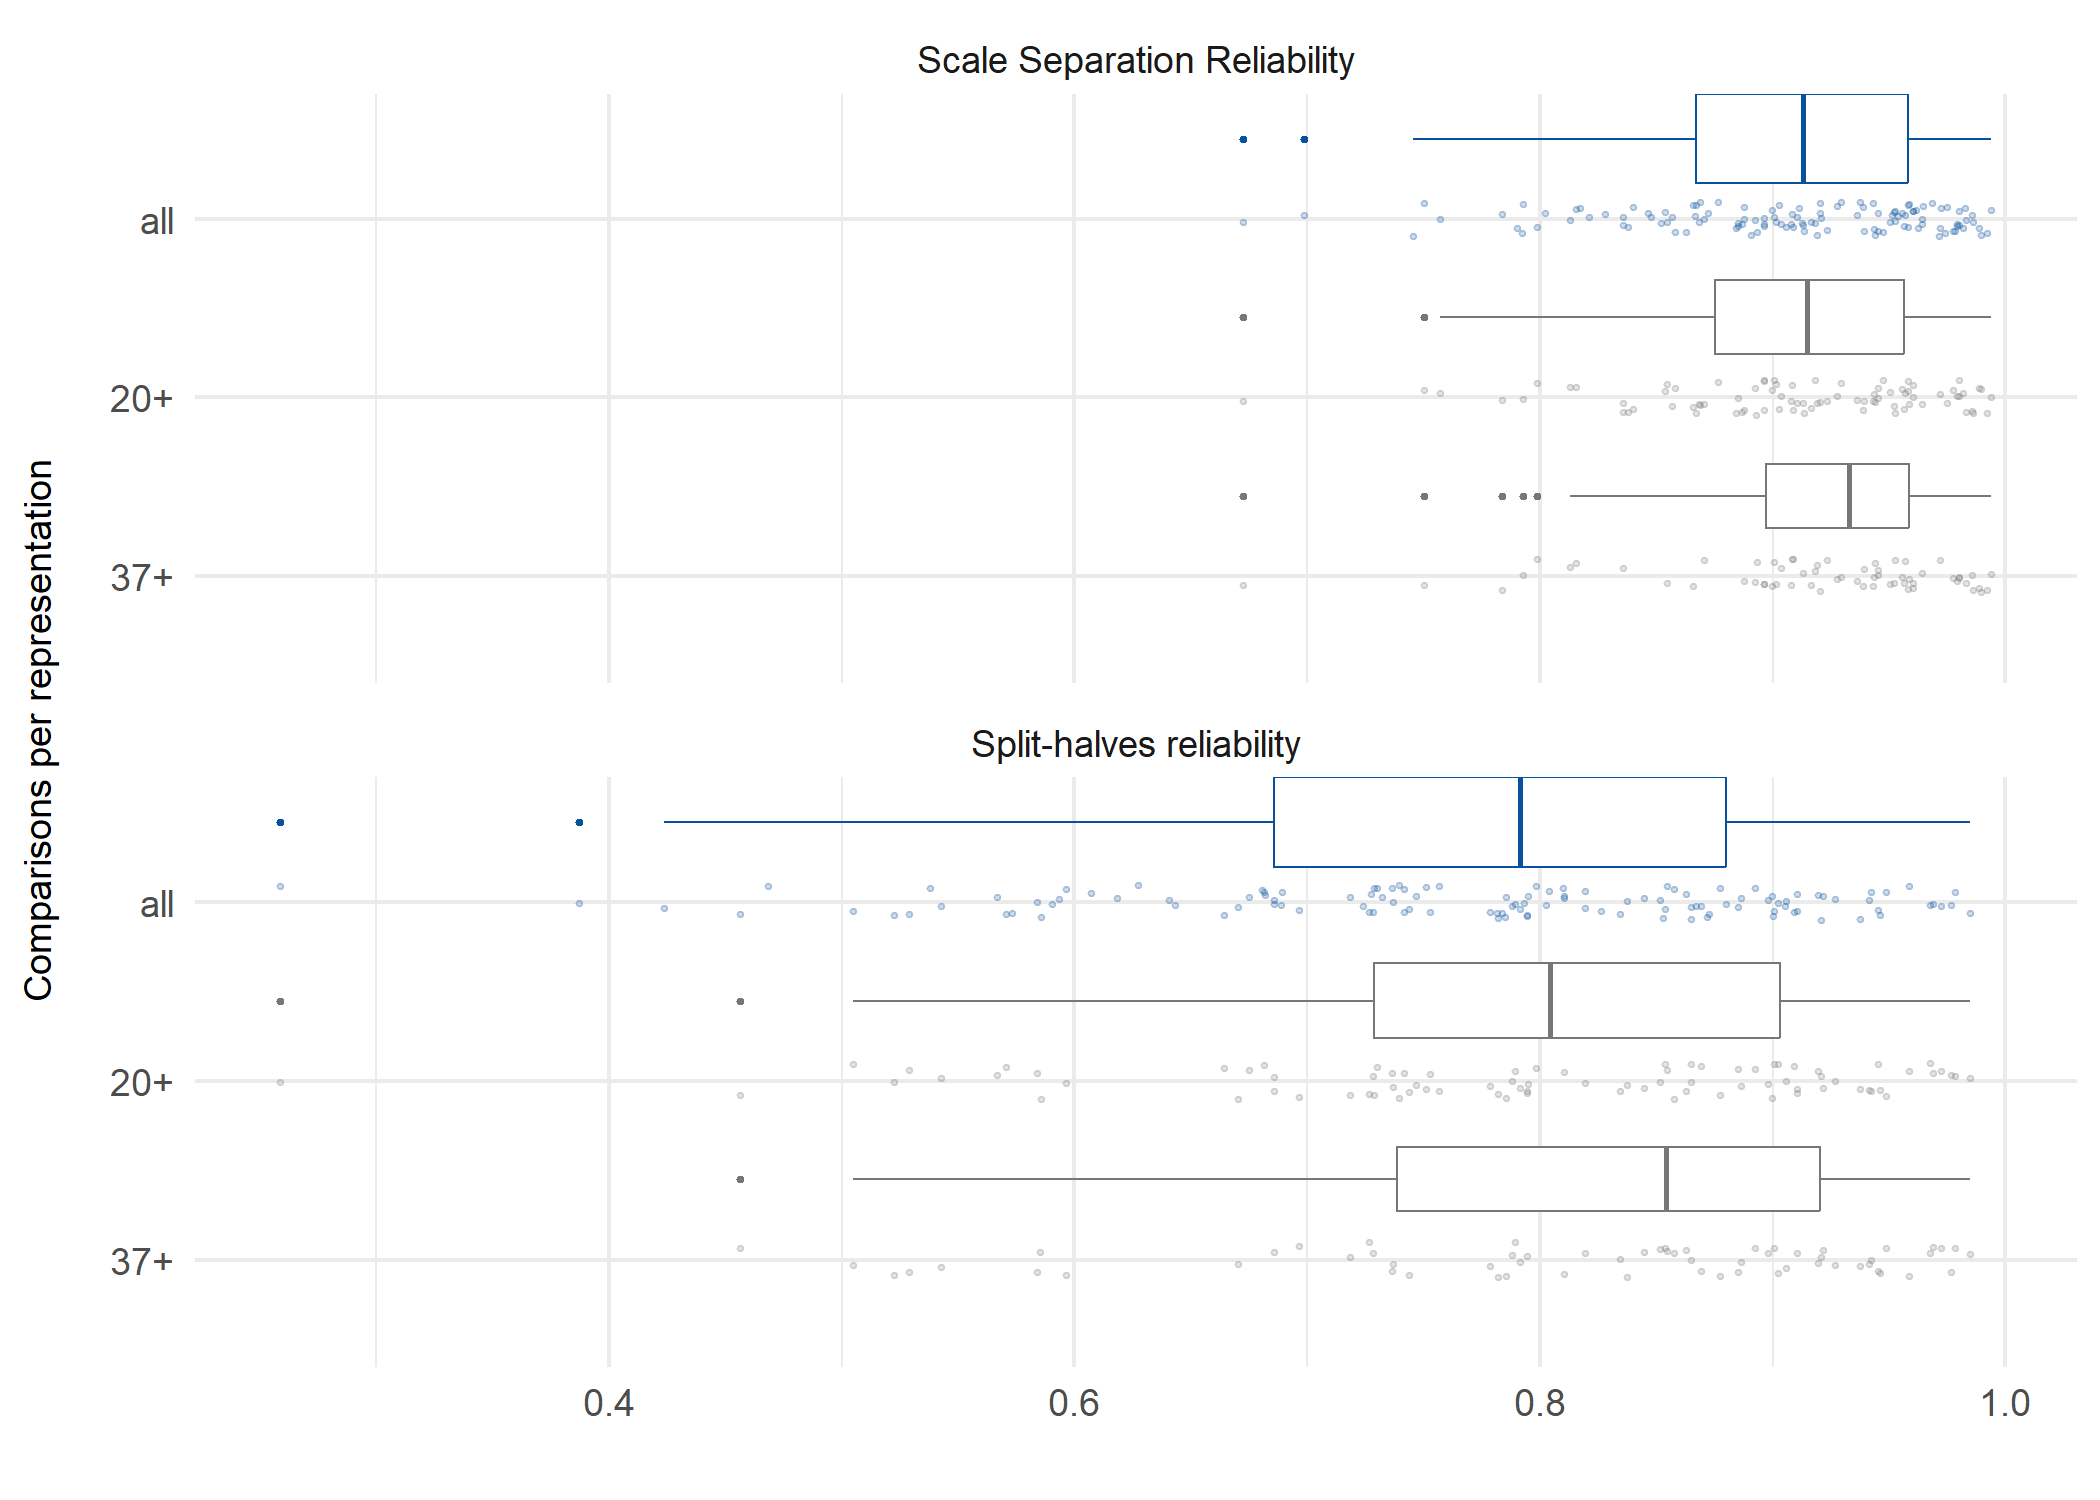 Scale Separation Reliability
all
20+
37+
Comparisons per representation
Split-halves reliability
all
20+
37+
0.4 0.6 0.8 1.0